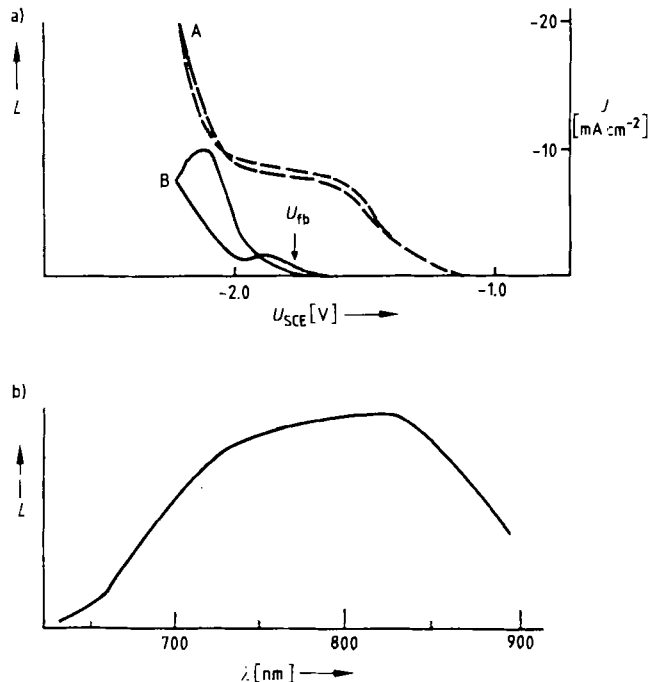 a)
A
-20
L
J
[mA cm⁻²]
-10
B
U_fb
-2.0
-1.0
U_SCE [V]
b)
L
700
800
900
λ [nm]